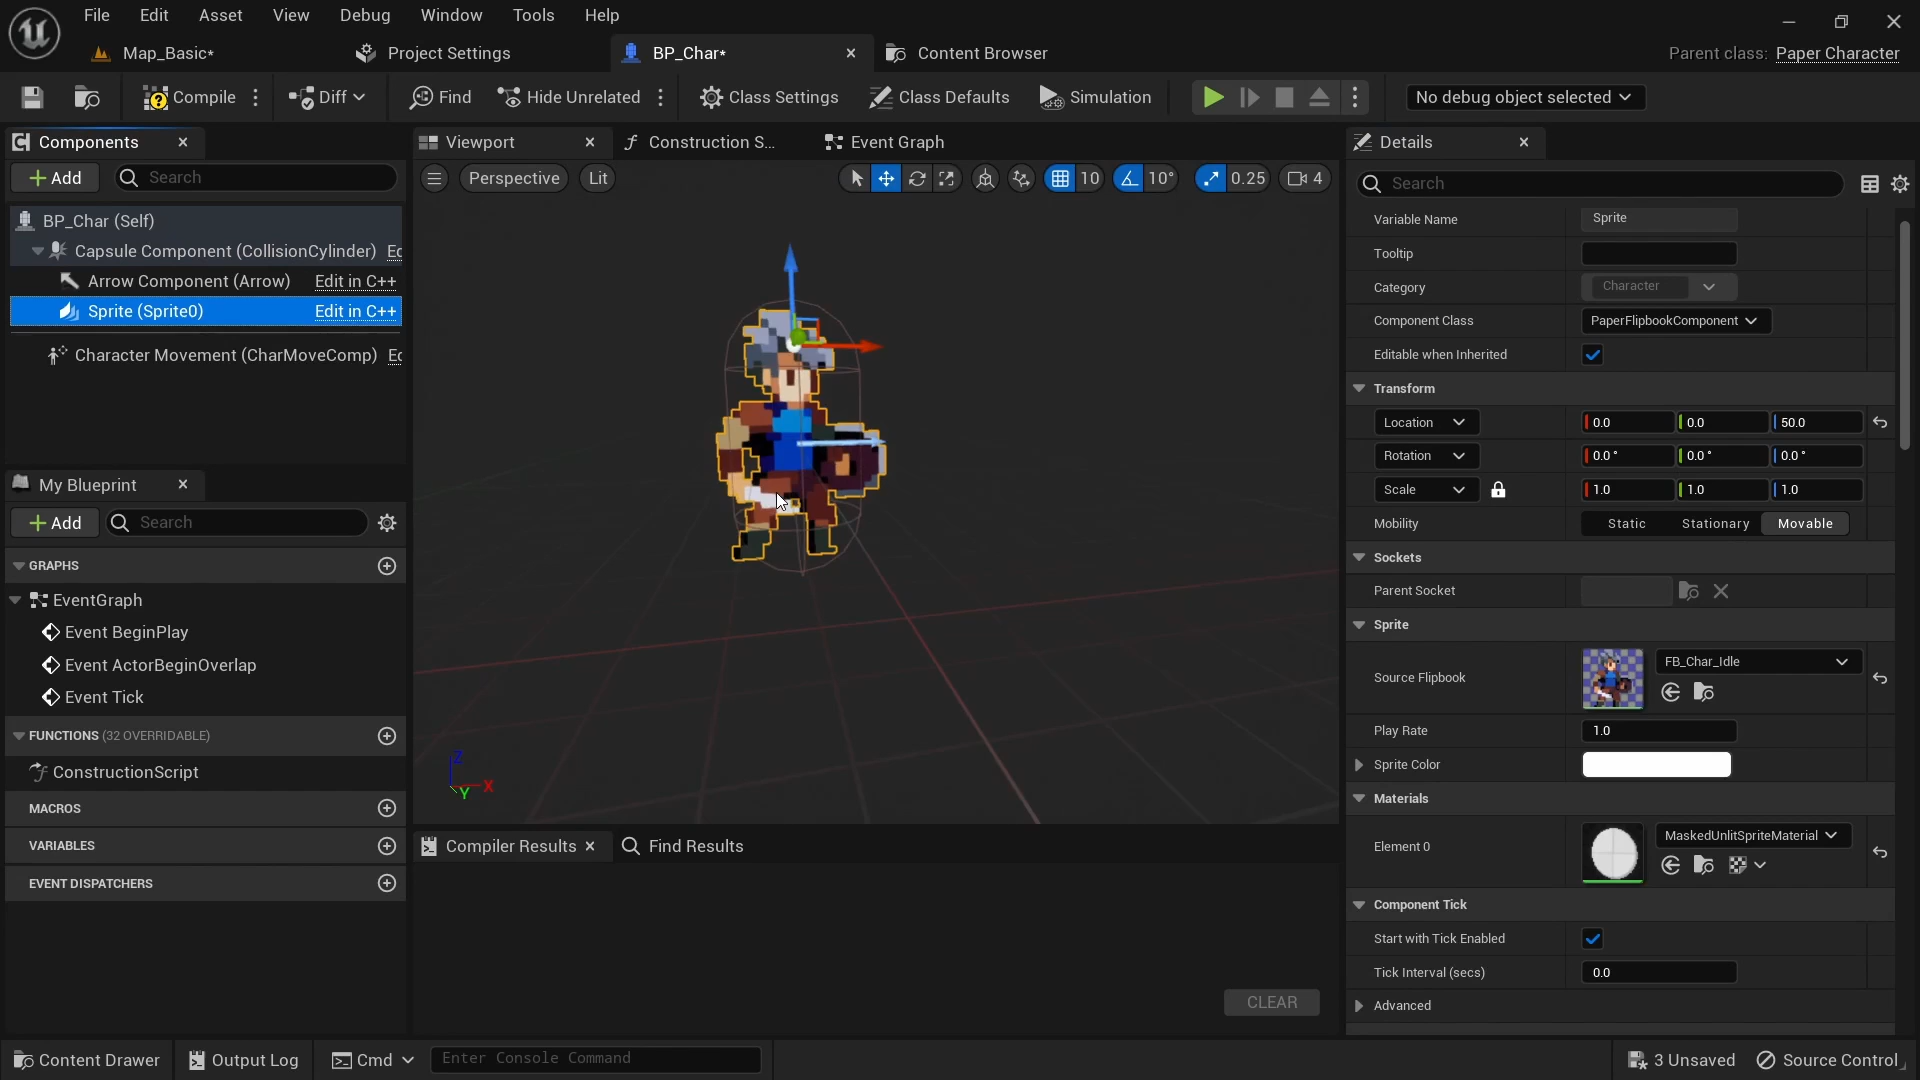 File Edit Asset View Debug Window Tools Help
Map_Basic* Project Settings BP_Char* Content Browser Parent class: Paper Character
Compile Diff Find Hide Unrelated Class Settings Class Defaults Simulation No debug object selected
Components Viewport Construction S... Event Graph Details
Add Search Perspective Lit 10 10° 0.25 4 Search
BP_Char (Self)
Capsule Component (CollisionCylinder) Ec
Arrow Component (Arrow) Edit in C++
Sprite (Sprite0) Edit in C++
Character Movement (CharMoveComp) Ec
My Blueprint
Add Search
GRAPHS
EventGraph
Event BeginPlay
Event ActorBeginOverlap
Event Tick
FUNCTIONS (32 OVERRIDABLE)
ConstructionScript
MACROS
VARIABLES
EVENT DISPATCHERS
Z
X
Y
Compiler Results Find Results
CLEAR
Variable Name Sprite
Tooltip
Category Character
Component Class PaperFlipbookComponent
Editable when Inherited
Transform
Location 0.0 0.0 50.0
Rotation 0.0° 0.0° 0.0°
Scale 1.0 1.0 1.0
Mobility Static Stationary Movable
Sockets
Parent Socket
Sprite
Source Flipbook FB_Char_Idle
Play Rate 1.0
Sprite Color
Materials
Element 0 MaskedUnlitSpriteMaterial
Component Tick
Start with Tick Enabled
Tick Interval (secs) 0.0
Advanced
Content Drawer Output Log Cmd Enter Console Command 3 Unsaved Source Control